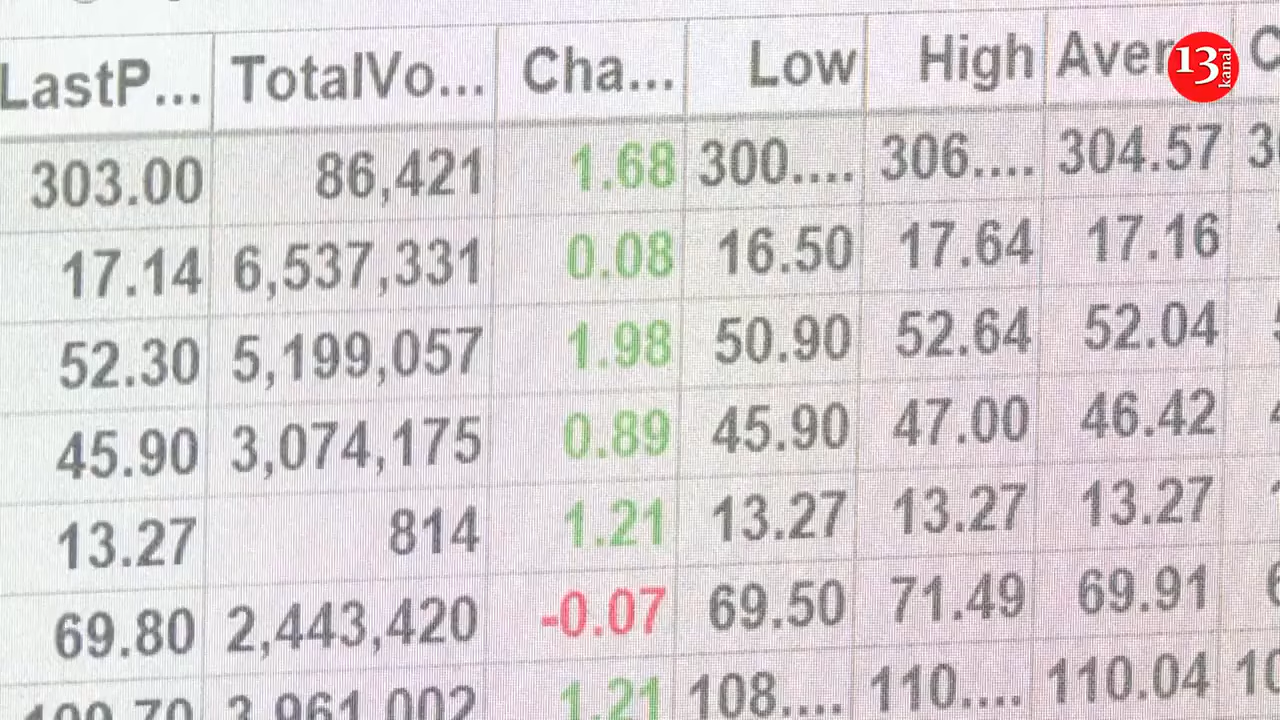 LastP... TotalVo... Cha... Low High Aver
13 kanal
303.00 86,421 1.68 300.... 306.... 304.57
17.14 6,537,331 0.08 16.50 17.64 17.16
52.30 5,199,057 1.98 50.90 52.64 52.04
45.90 3,074,175 0.89 45.90 47.00 46.42
13.27 814 1.21 13.27 13.27 13.27
69.80 2,443,420 -0.07 69.50 71.49 69.91
1.21 108.... 110.... 110.04